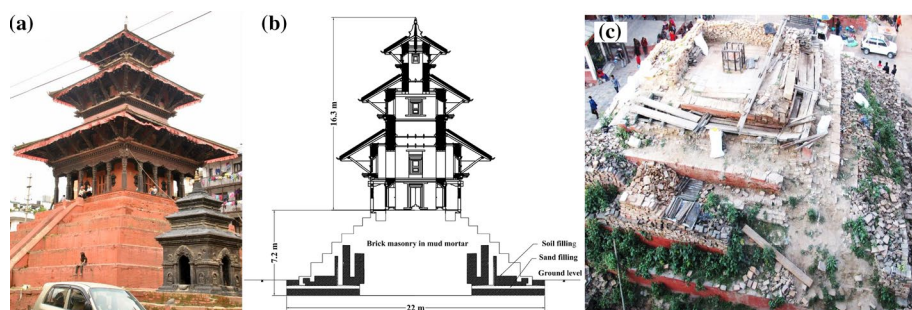 (a)
(b)
(c)
16.3 m
7.2 m
Brick masonry in mud mortar
Soil filling
Sand filling
Ground level
22 m